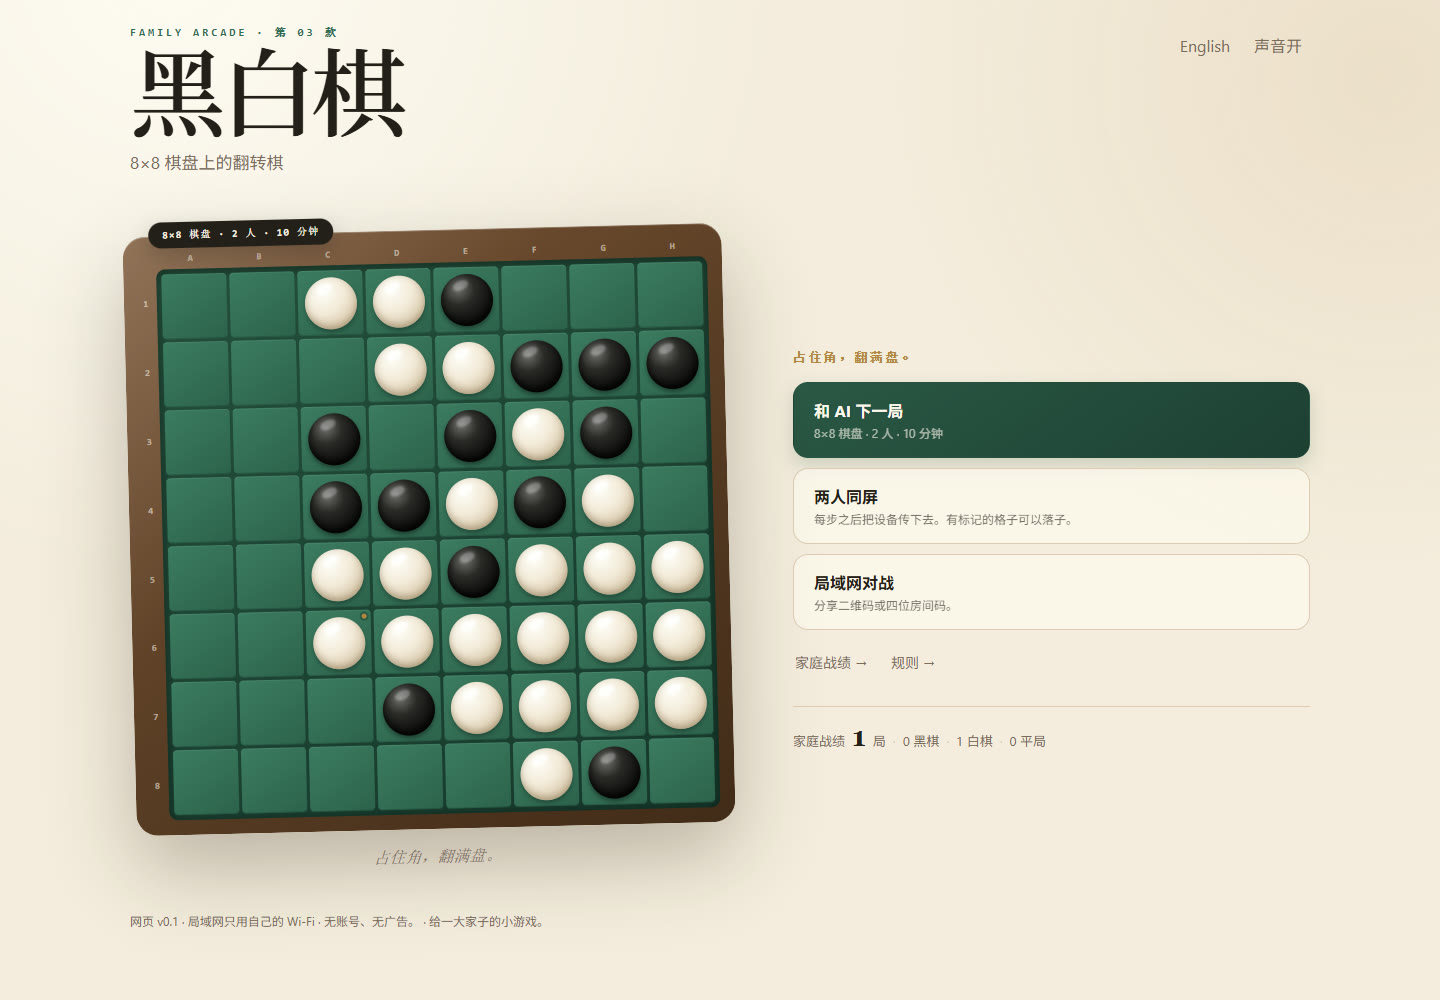 FAMILY ARCADE · 第 03 款
English 声音开
黑白棋
8×8 棋盘上的翻转棋
8×8 棋盘 · 2 人 · 10 分钟
A B C D E F G H
1
2
3
4
5
6
7
8
占住角，翻满盘。
占住角，翻满盘。
和 AI 下一局
8×8 棋盘 · 2 人 · 10 分钟
两人同屏
每步之后把设备传下去。有标记的格子可以落子。
局域网对战
分享二维码或四位房间码。
家庭战绩 → 规则 →
家庭战绩 1 局 · 0 黑棋 · 1 白棋 · 0 平局
网页 v0.1 · 局域网只用自己的 Wi-Fi · 无账号、无广告。 · 给一大家子的小游戏。